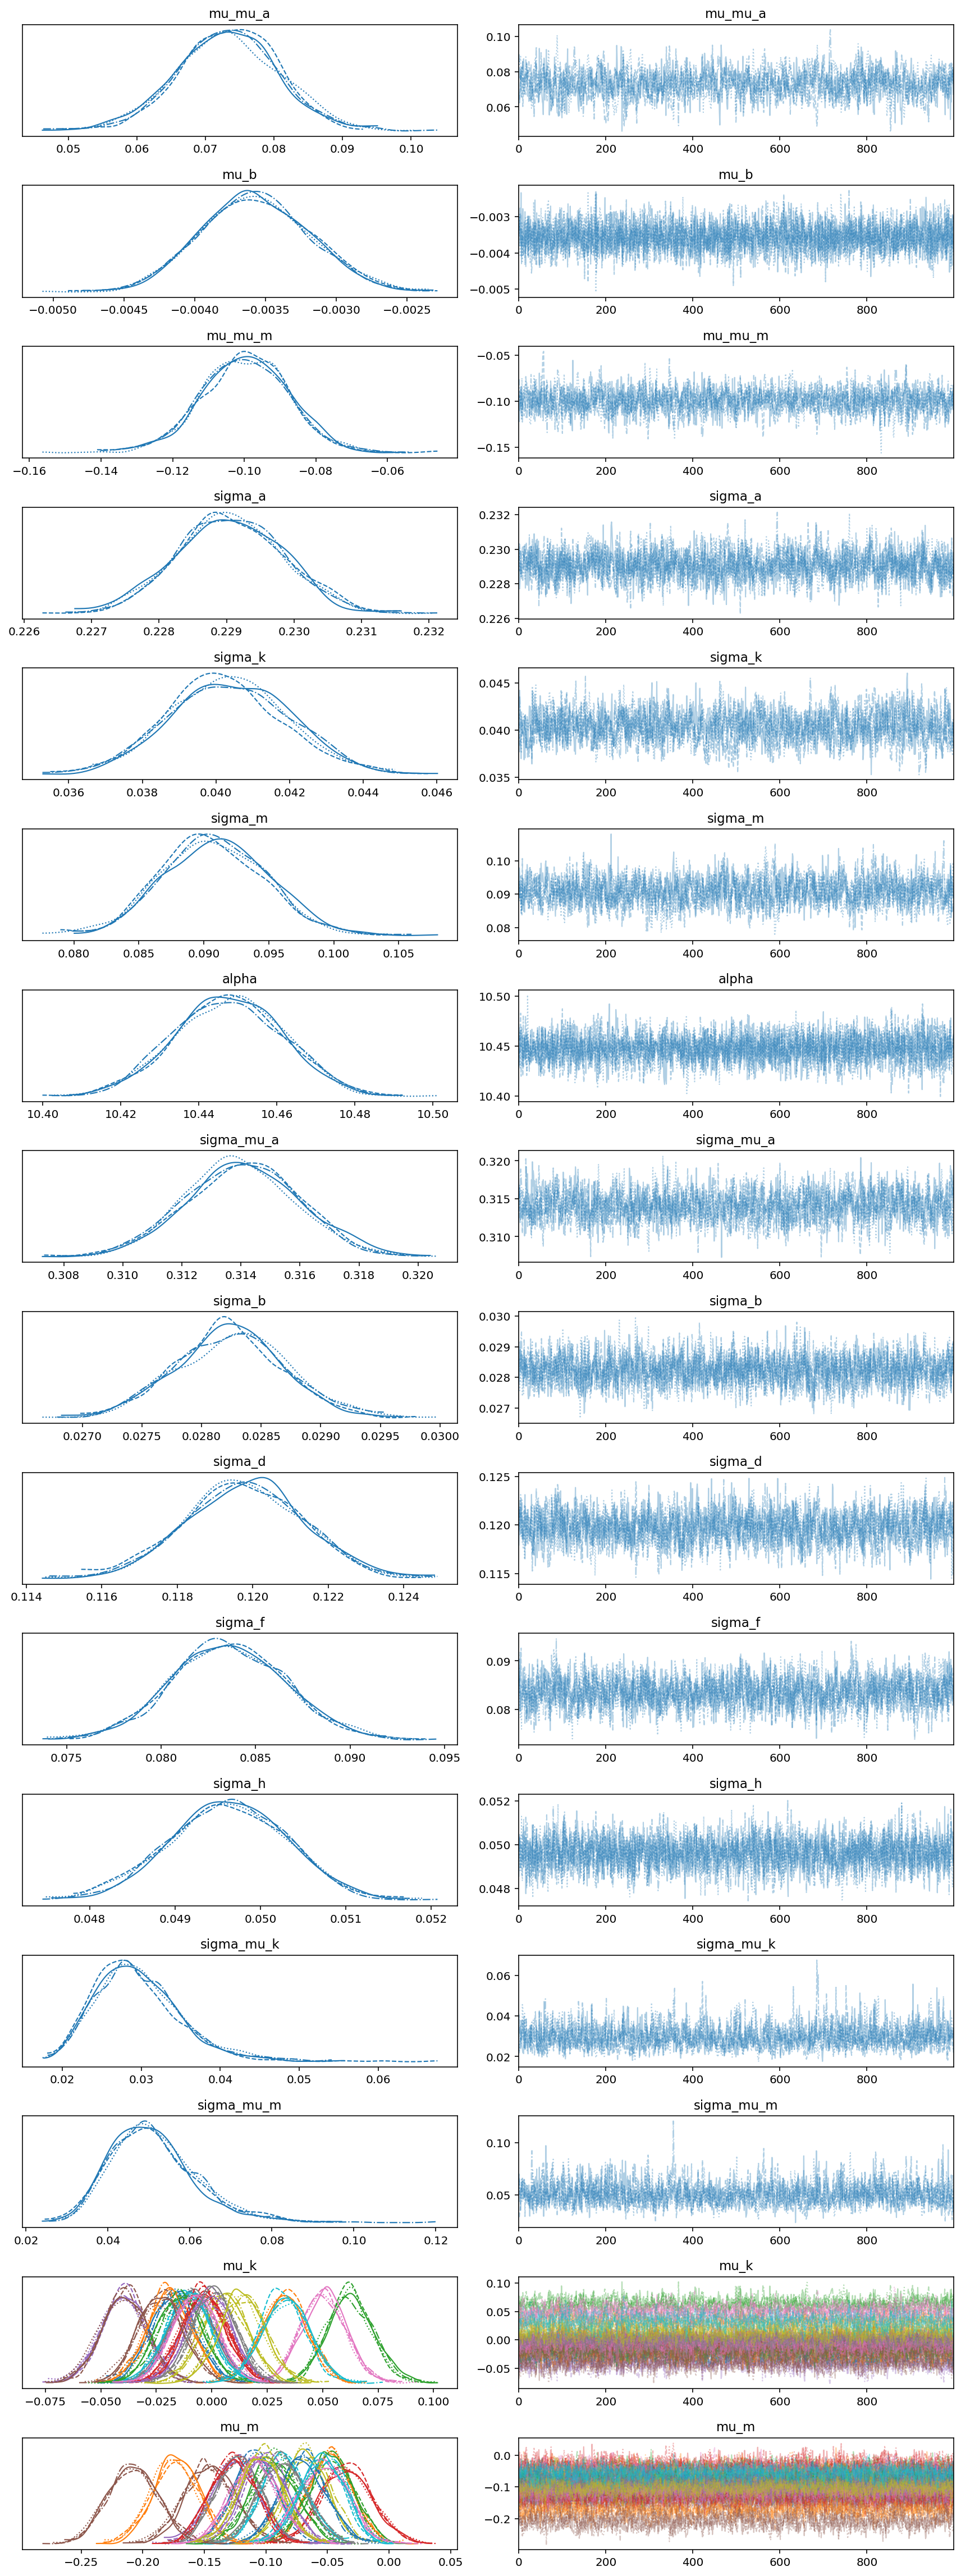 mu_mu_a mu_mu_a
0.10
0.08
0.06
0.05 0.06 0.07 0.08 0.09 0.10 0 200 400 600 800
mu_b mu_b
−0.003
−0.004
−0.005
−0.0050 −0.0045 −0.0040 −0.0035 −0.0030 −0.0025 0 200 400 600 800
mu_mu_m mu_mu_m
−0.05
−0.10
−0.15
−0.16 −0.14 −0.12 −0.10 −0.08 −0.06 0 200 400 600 800
sigma_a sigma_a
0.232
0.230
0.228
0.226
0.226 0.227 0.228 0.229 0.230 0.231 0.232 0 200 400 600 800
sigma_k sigma_k
0.045
0.040
0.035
0.036 0.038 0.040 0.042 0.044 0.046 0 200 400 600 800
sigma_m sigma_m
0.10
0.09
0.08
0.080 0.085 0.090 0.095 0.100 0.105 0 200 400 600 800
alpha alpha
10.50
10.45
10.40
10.40 10.42 10.44 10.46 10.48 10.50 0 200 400 600 800
sigma_mu_a sigma_mu_a
0.320
0.315
0.310
0.308 0.310 0.312 0.314 0.316 0.318 0.320 0 200 400 600 800
sigma_b sigma_b
0.030
0.029
0.028
0.027
0.0270 0.0275 0.0280 0.0285 0.0290 0.0295 0.0300 0 200 400 600 800
sigma_d sigma_d
0.125
0.120
0.115
0.114 0.116 0.118 0.120 0.122 0.124 0 200 400 600 800
sigma_f sigma_f
0.09
0.08
0.075 0.080 0.085 0.090 0.095 0 200 400 600 800
sigma_h sigma_h
0.052
0.050
0.048
0.048 0.049 0.050 0.051 0.052 0 200 400 600 800
sigma_mu_k sigma_mu_k
0.06
0.04
0.02
0.02 0.03 0.04 0.05 0.06 0 200 400 600 800
sigma_mu_m sigma_mu_m
0.10
0.05
0.02 0.04 0.06 0.08 0.10 0.12 0 200 400 600 800
mu_k mu_k
0.10
0.05
0.00
−0.05
−0.075 −0.050 −0.025 0.000 0.025 0.050 0.075 0.100 0 200 400 600 800
mu_m mu_m
0.0
−0.1
−0.2
−0.25 −0.20 −0.15 −0.10 −0.05 0.00 0.05 0 200 400 600 800